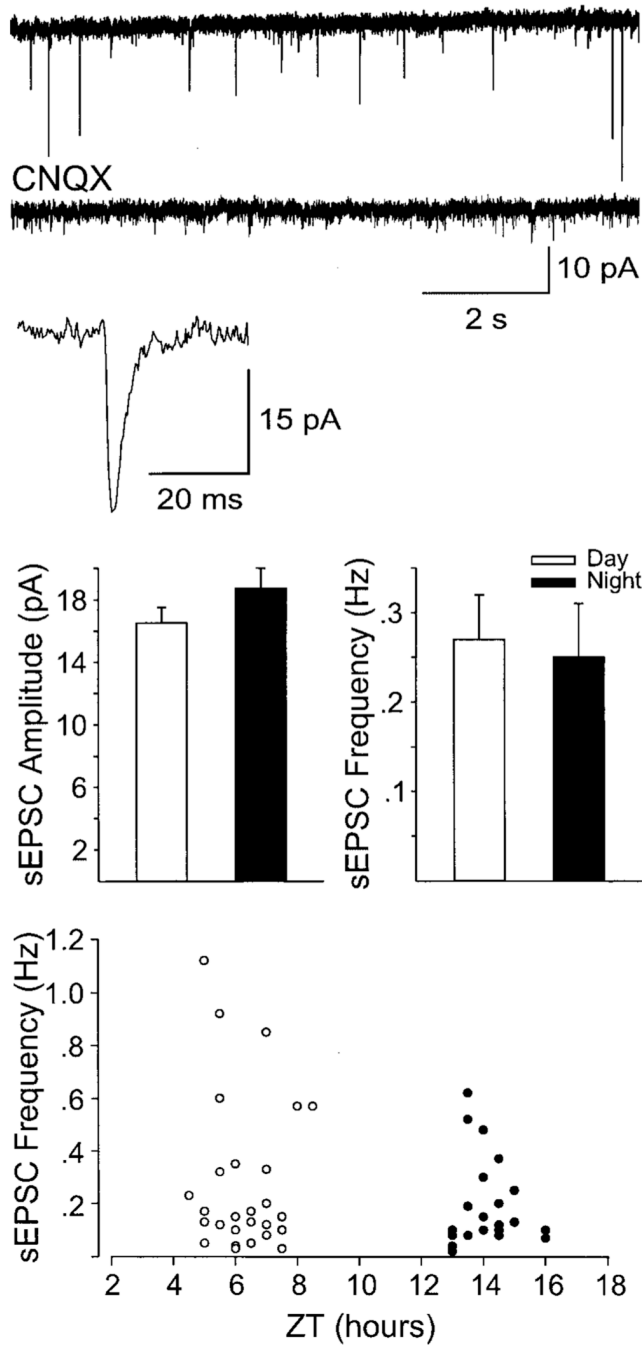 CNQX
10 pA
2 s
15 pA
20 ms
sEPSC Amplitude (pA)
18
14
10
6
2
sEPSC Frequency (Hz)
.3
.2
.1
Day
Night
sEPSC Frequency (Hz)
1.2
1.0
.8
.6
.4
.2
2 4 6 8 10 12 14 16 18
ZT (hours)